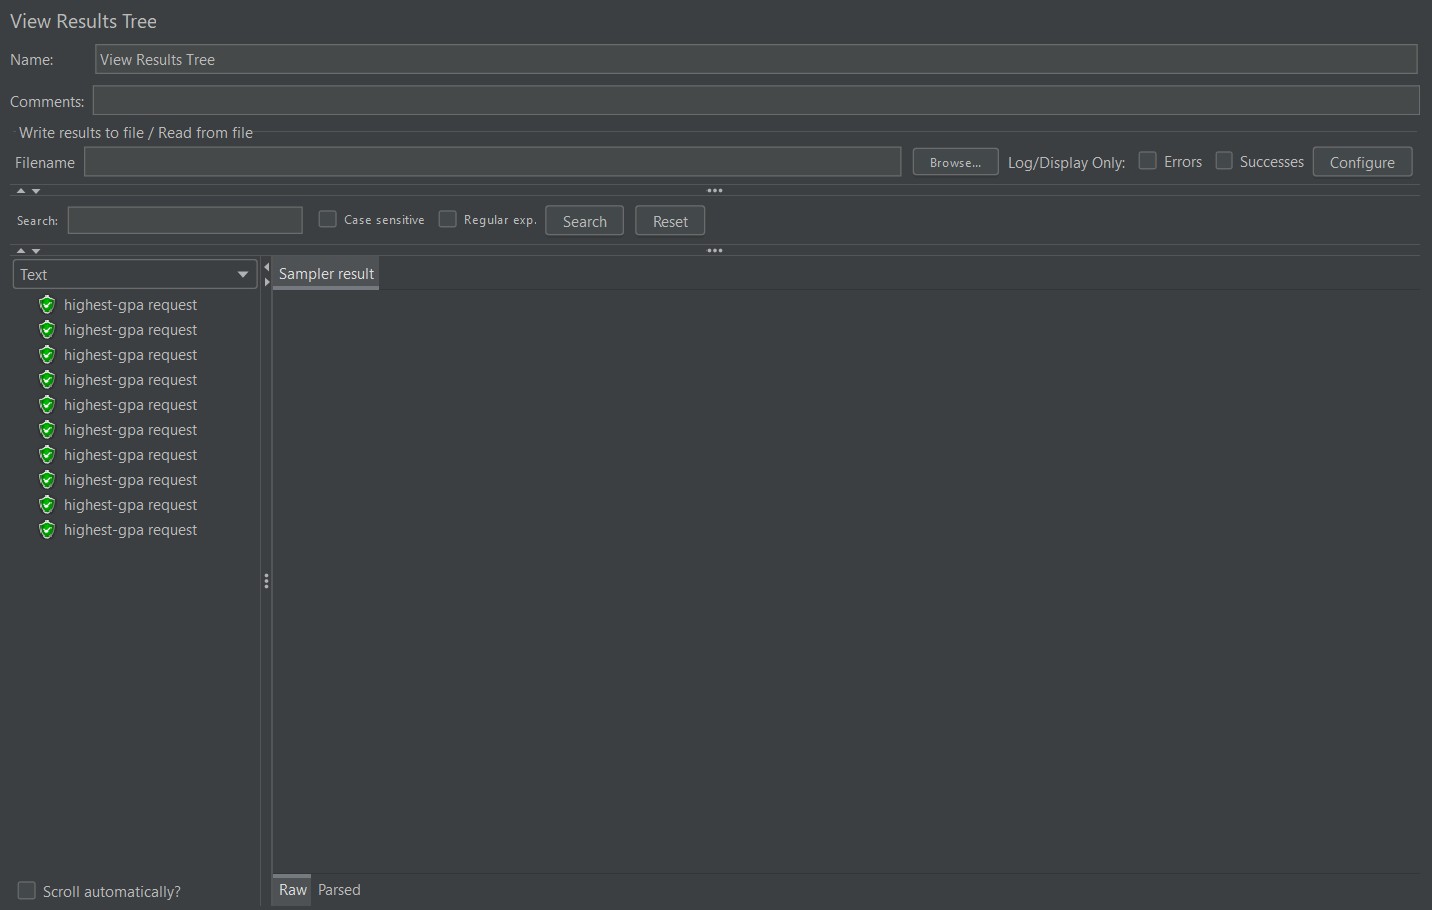 View Results Tree
Name: View Results Tree
Comments:
Write results to file / Read from file
Filename Browse... Log/Display Only: Errors Successes Configure
Search: Case sensitive Regular exp. Search Reset
Text Sampler result
highest-gpa request
highest-gpa request
highest-gpa request
highest-gpa request
highest-gpa request
highest-gpa request
highest-gpa request
highest-gpa request
highest-gpa request
highest-gpa request
Scroll automatically? Raw Parsed